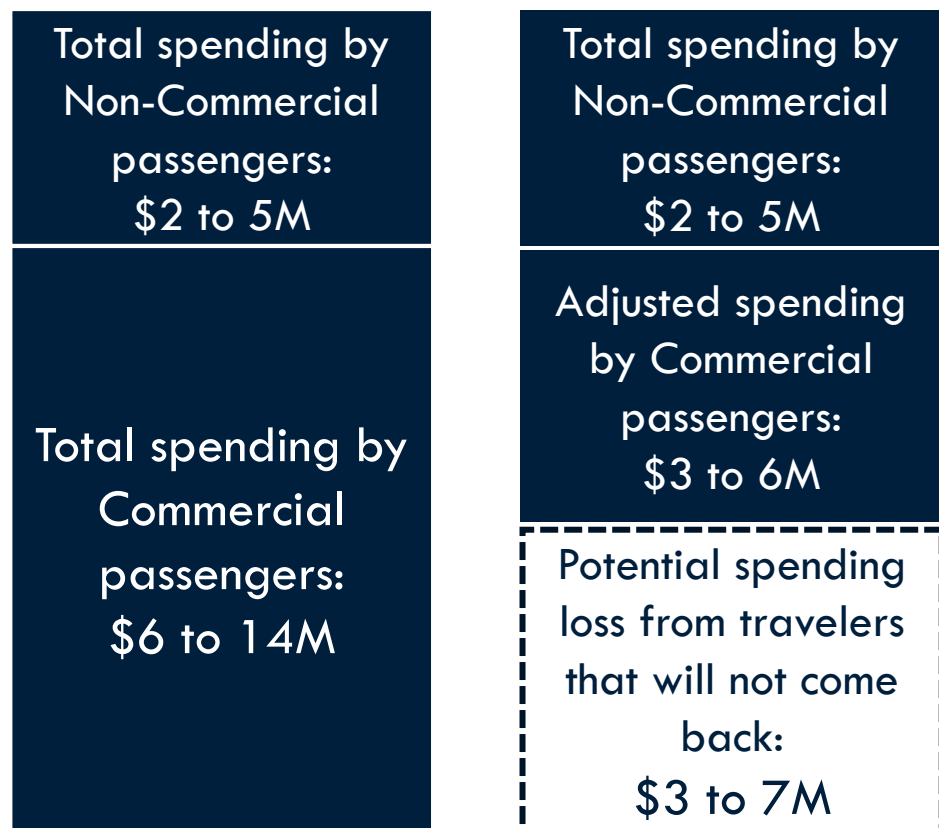 Total spending by
Non-Commercial
passengers:
$2 to 5M
Total spending by
Commercial
passengers:
$6 to 14M
Total spending by
Non-Commercial
passengers:
$2 to 5M
Adjusted spending
by Commercial
passengers:
$3 to 6M
Potential spending
loss from travelers
that will not come
back:
$3 to 7M